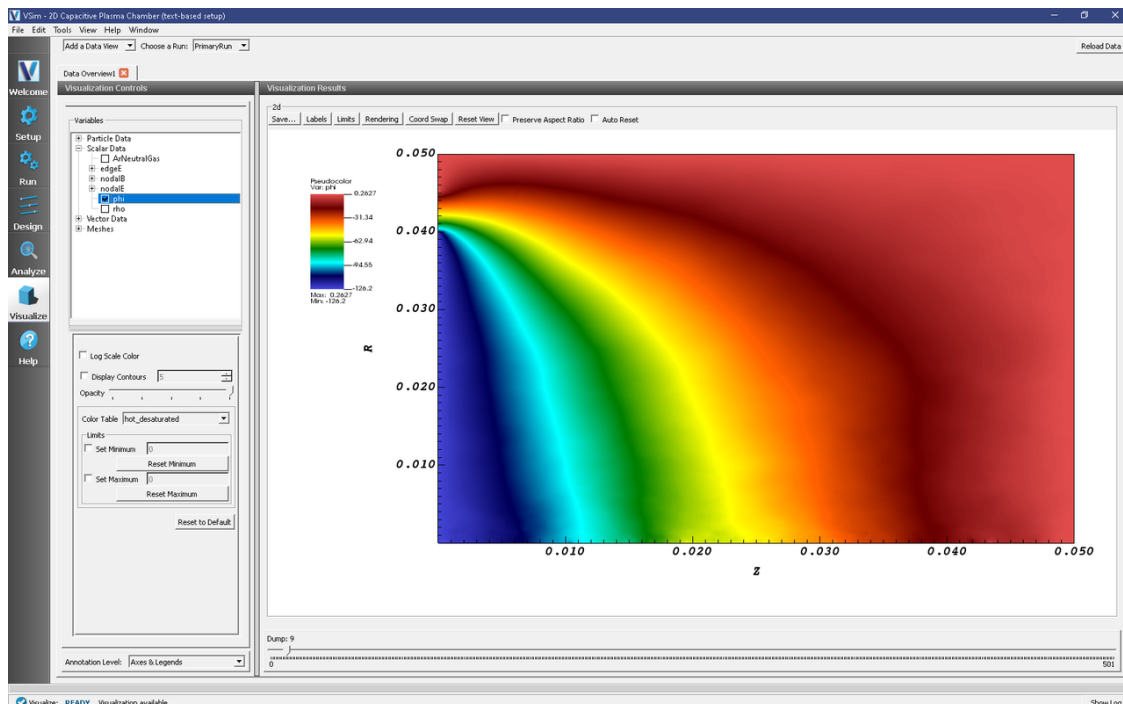 VSim - 2D Capacitive Plasma Chamber (text-based setup)
File Edit Tools View Help Window
Add a Data View Choose a Run: PrimaryRun Reload Data
Data Overview1
Welcome
Setup
Run
Design
Analyze
Visualize
Help
Visualization Controls
Variables
Particle Data
Scalar Data
ArNeutralGas
edgeE
nodalB
nodalE
phi
rho
Vector Data
Meshes
Log Scale Color
Display Contours 5
Opacity
Color Table hot_desaturated
Limits
Set Minimum 0
Reset Minimum
Set Maximum 0
Reset Maximum
Reset to Default
Annotation Level: Axes & Legends
Visualization Results
2d
Save... Labels Limits Rendering Coord Swap Reset View Preserve Aspect Ratio Auto Reset
Pseudocolor
Var: phi
0.2627
-31.34
-62.94
-94.55
-126.2
Max: 0.2627
Min: -126.2
0.050
0.040
0.030
R
0.020
0.010
0.010 0.020 0.030 0.040 0.050
Z
Dump: 9
0 501
Visualize: READY Visualization available Show Log